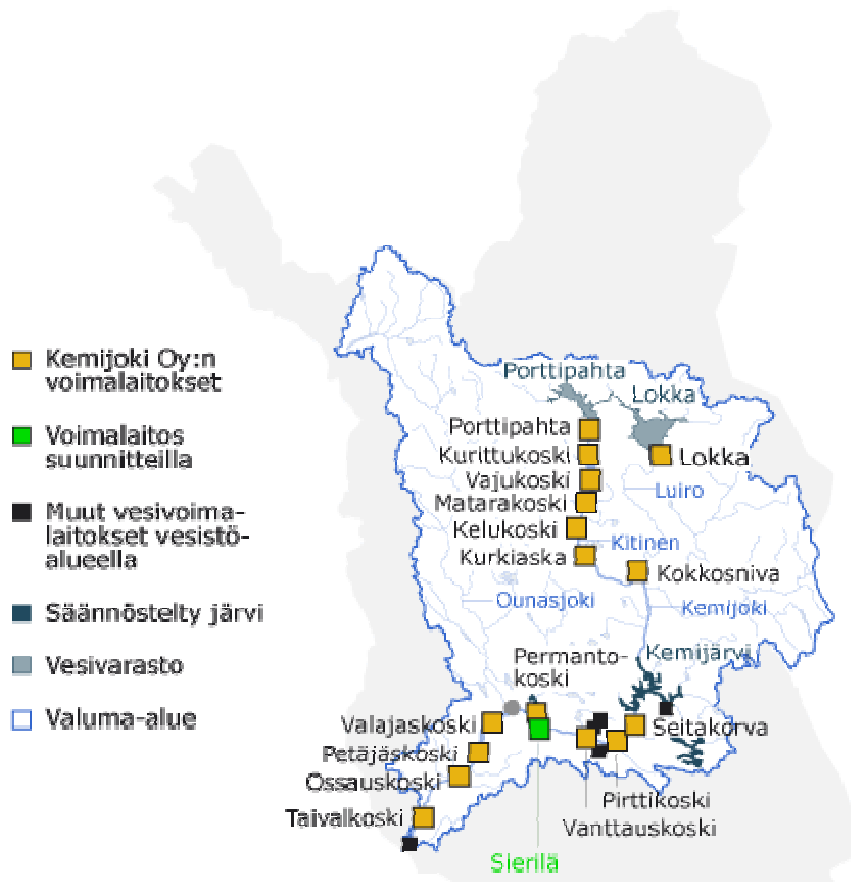 Kemijoki Oy:n
voimalaitokset
Voimalaitos
suunnitteilla
Muut vesivoima-
laitokset vesistö-
alueella
Säännöstelty järvi
Vesivarasto
Valuma-alue
Porttipahta
Lokka
Porttipahta
Kurittukoski
Lokka
Vajukoski
Luiro
Matarakoski
Kelukoski
Kitinen
Kurkiaska
Kokkosniva
Ounasjoki
Kemijoki
Kemijärvi
Permanto-
koski
Valajaskoski
Seitakorva
Petäjäskoski
Ossauskoski
Pirttikoski
Taivalkoski
Vanttauskoski
Sierilä